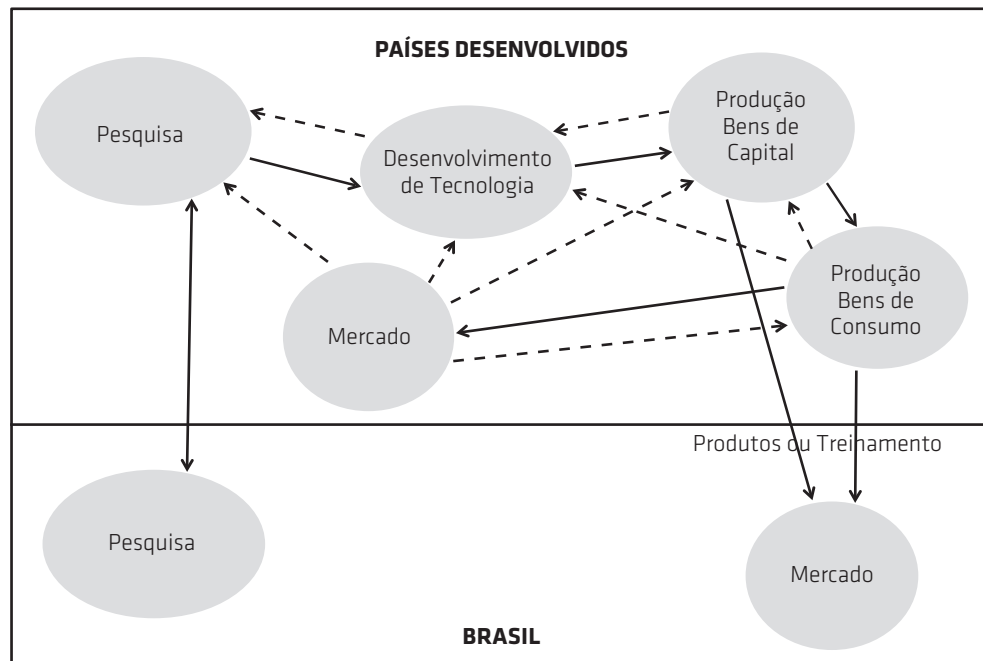 PAÍSES DESENVOLVIDOS
Pesquisa
Desenvolvimento
de Tecnologia
Produção
Bens de
Capital
Mercado
Produção
Bens de
Consumo
Produtos ou Treinamento
Pesquisa
Mercado
BRASIL